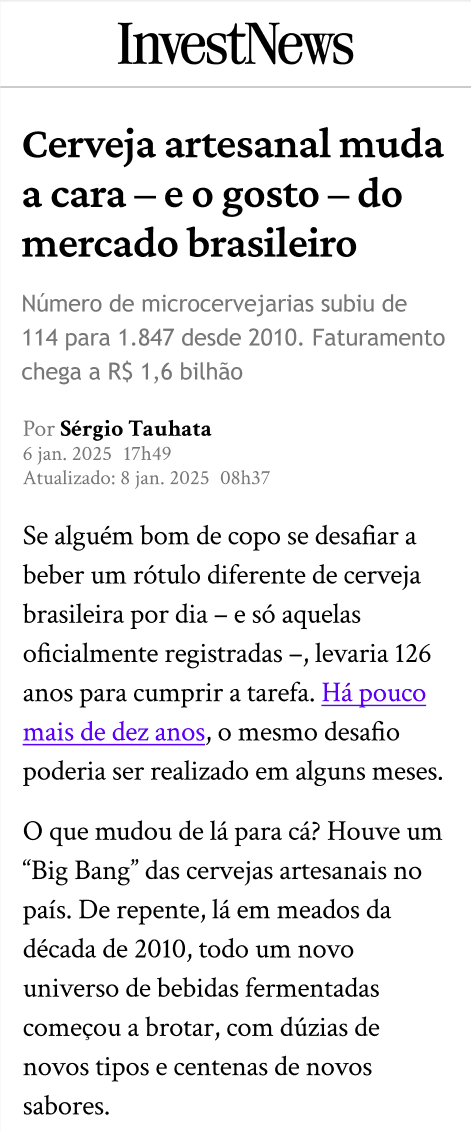 InvestNews
Cerveja artesanal muda
a cara – e o gosto – do
mercado brasileiro
Número de microcervejarias subiu de
114 para 1.847 desde 2010. Faturamento
chega a R$ 1,6 bilhão
Por Sérgio Tauhata
6 jan. 2025 17h49
Atualizado: 8 jan. 2025 08h37
Se alguém bom de copo se desafiar a
beber um rótulo diferente de cerveja
brasileira por dia – e só aquelas
oficialmente registradas –, levaria 126
anos para cumprir a tarefa. Há pouco
mais de dez anos, o mesmo desafio
poderia ser realizado em alguns meses.
O que mudou de lá para cá? Houve um
“Big Bang” das cervejas artesanais no
país. De repente, lá em meados da
década de 2010, todo um novo
universo de bebidas fermentadas
começou a brotar, com dúzias de
novos tipos e centenas de novos
sabores.